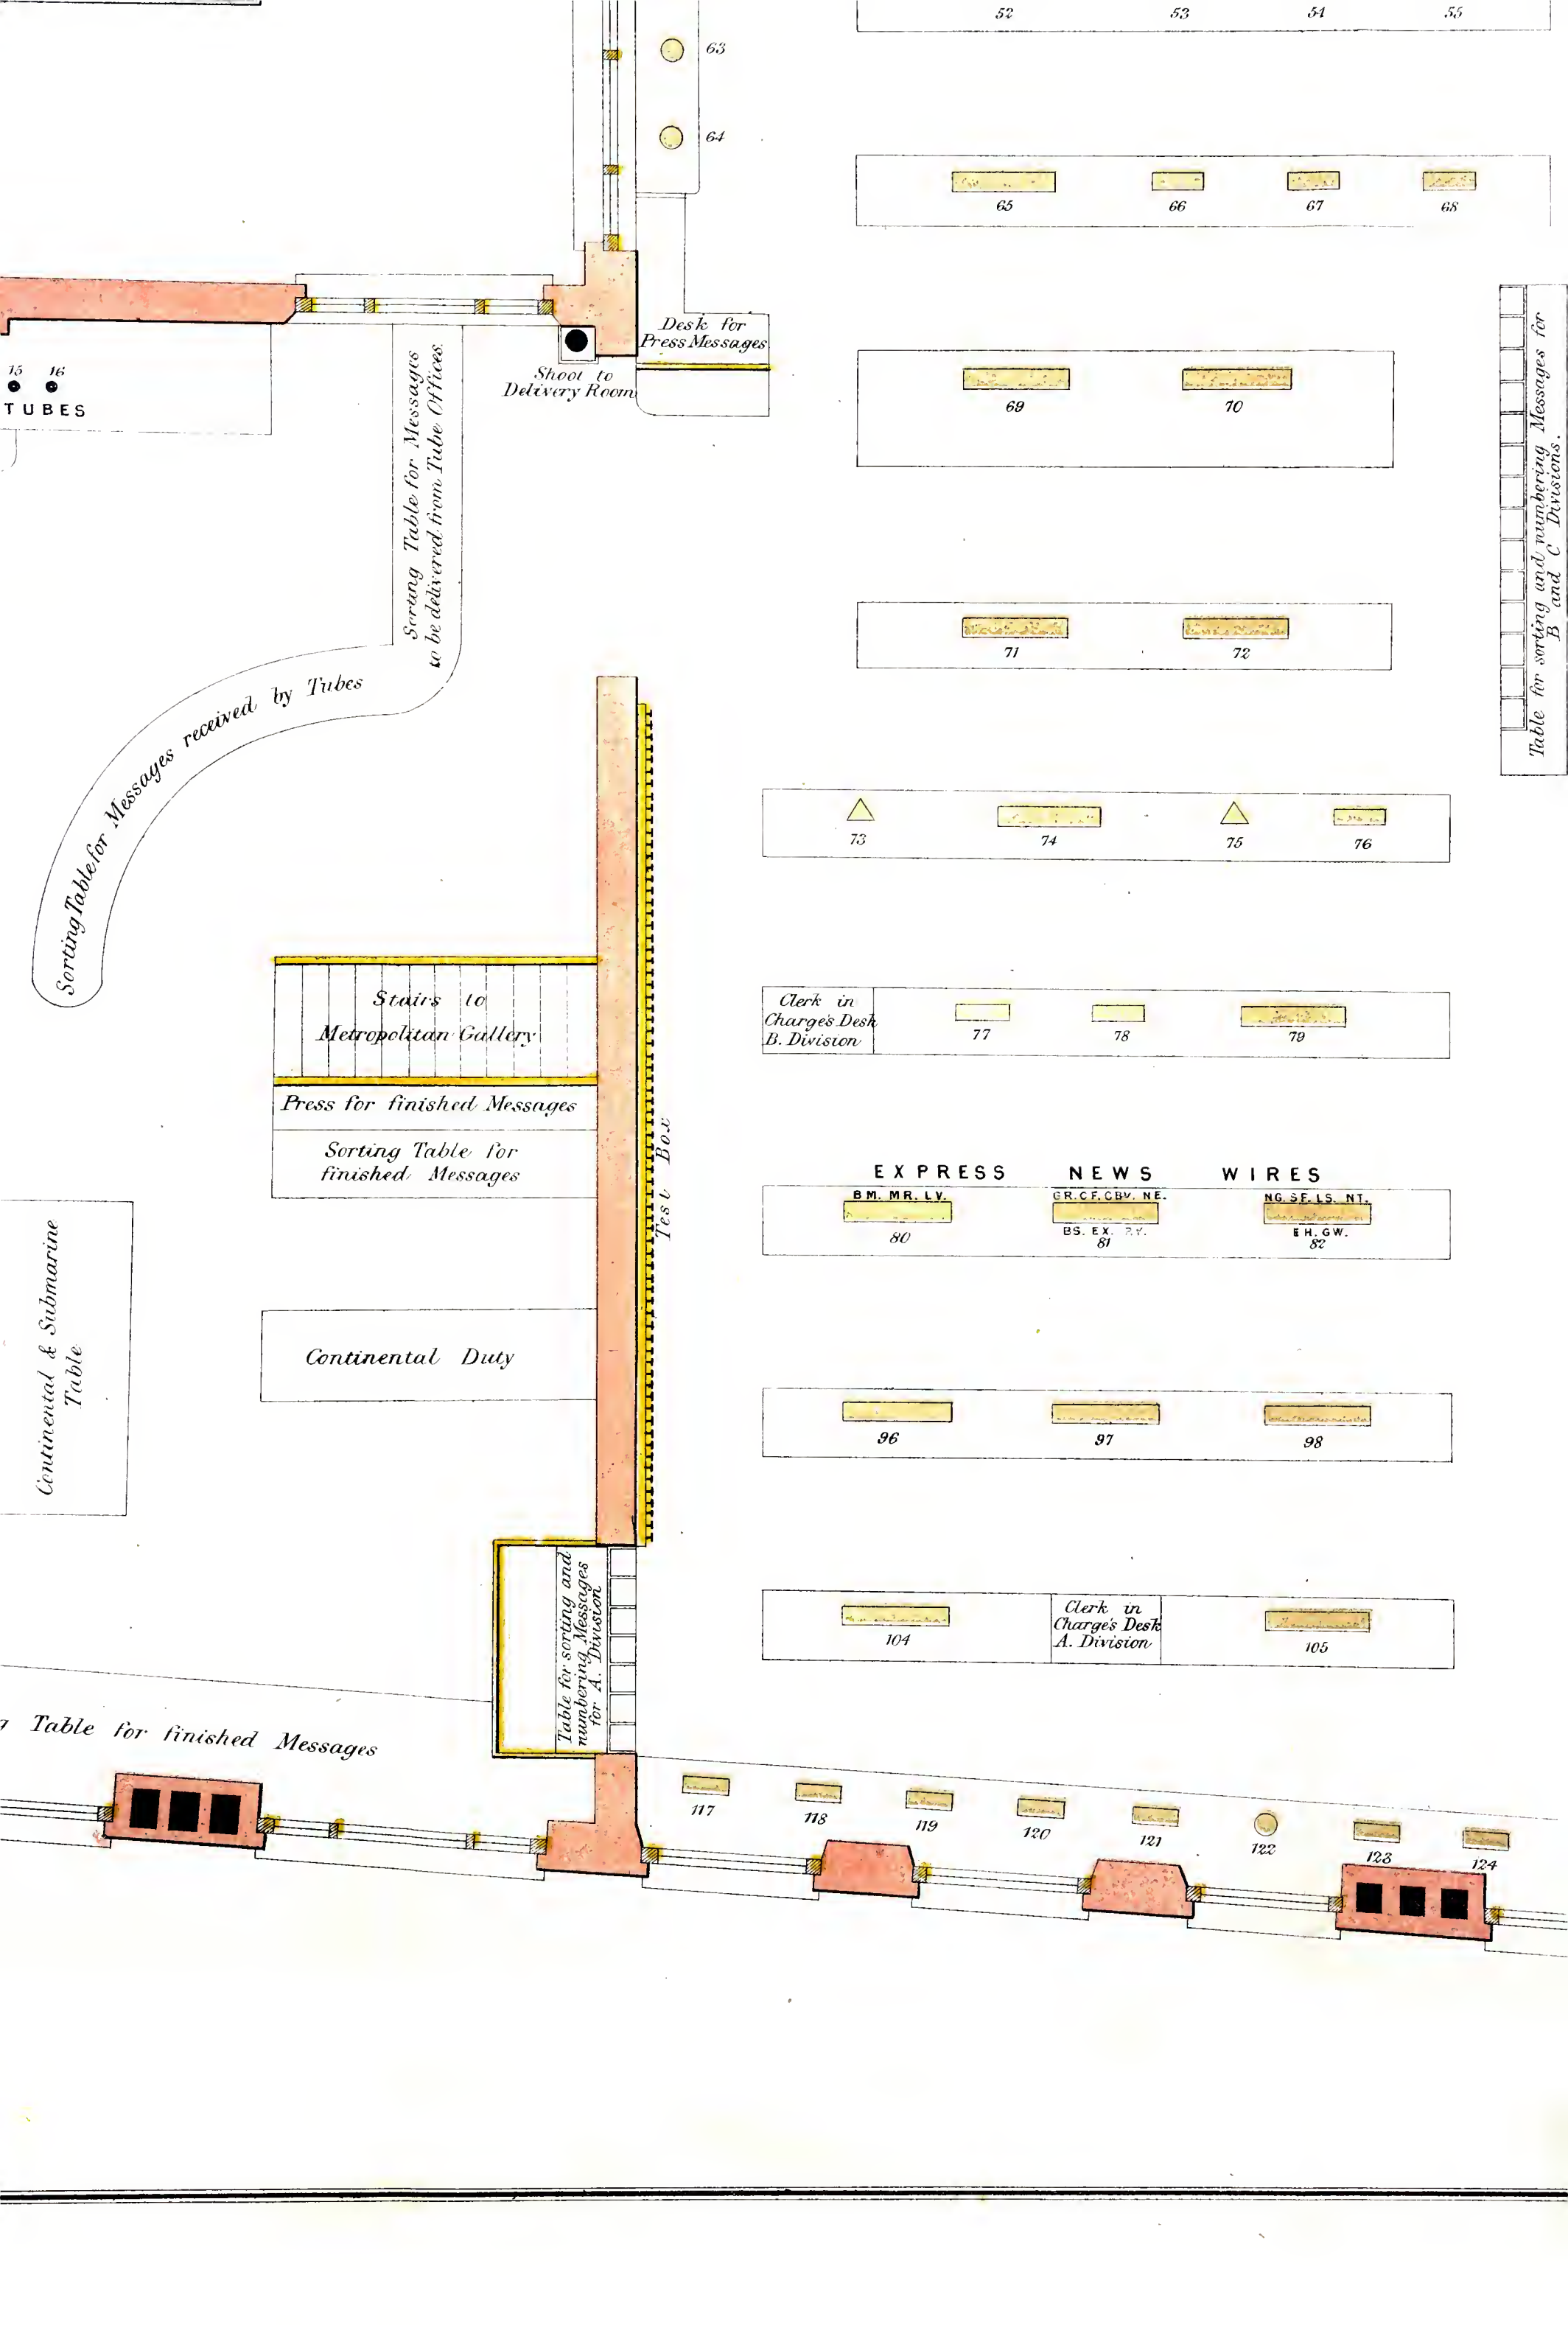 52 53 54 55
63
64
65 66 67 68
Desk for
Press Messages
Shoot to
Delivery Room
15 16
TUBES
Sorting Table for Messages
to be delivered from Tube Offices.
69 70
Table for sorting and numbering Messages for
B and C Divisions.
71 72
Sorting Table for Messages received by Tubes
73 74 75 76
Stairs to
Metropolitan Gallery
Clerk in
Charge's Desk
B. Division
77 78 79
Press for finished Messages
Sorting Table for
finished Messages
Test Box
EXPRESS NEWS WIRES
BM. MR. LV. GR. CF. CBV. NE. NG. SF. LS. NT.
BS. EX. EH. GW.
80 81 82
Continental & Submarine
Table
Continental Duty
96 97 98
Table for sorting and
numbering Messages
for A. Division
104
Clerk in
Charge's Desk
A. Division
105
Table for finished Messages
117 118 119 120 121 122 123 124